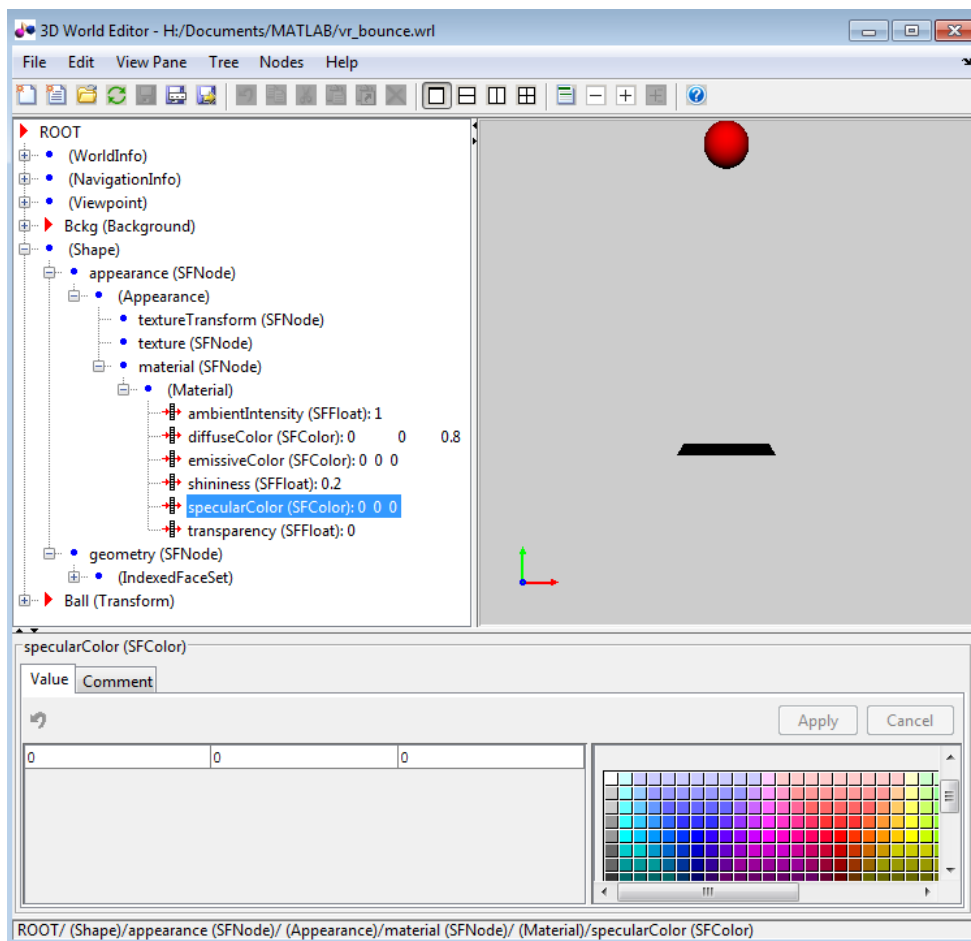 3D World Editor - H:/Documents/MATLAB/vr_bounce.wrl
File Edit View Pane Tree Nodes Help
ROOT
(WorldInfo)
(NavigationInfo)
(Viewpoint)
Bckg (Background)
(Shape)
appearance (SFNode)
(Appearance)
textureTransform (SFNode)
texture (SFNode)
material (SFNode)
(Material)
ambientIntensity (SFFloat): 1
diffuseColor (SFColor): 0 0 0.8
emissiveColor (SFColor): 0 0 0
shininess (SFFloat): 0.2
specularColor (SFColor): 0 0 0
transparency (SFFloat): 0
geometry (SFNode)
(IndexedFaceSet)
Ball (Transform)
specularColor (SFColor)
Value Comment
Apply Cancel
0 0 0
ROOT/ (Shape)/appearance (SFNode)/ (Appearance)/material (SFNode)/ (Material)/specularColor (SFColor)